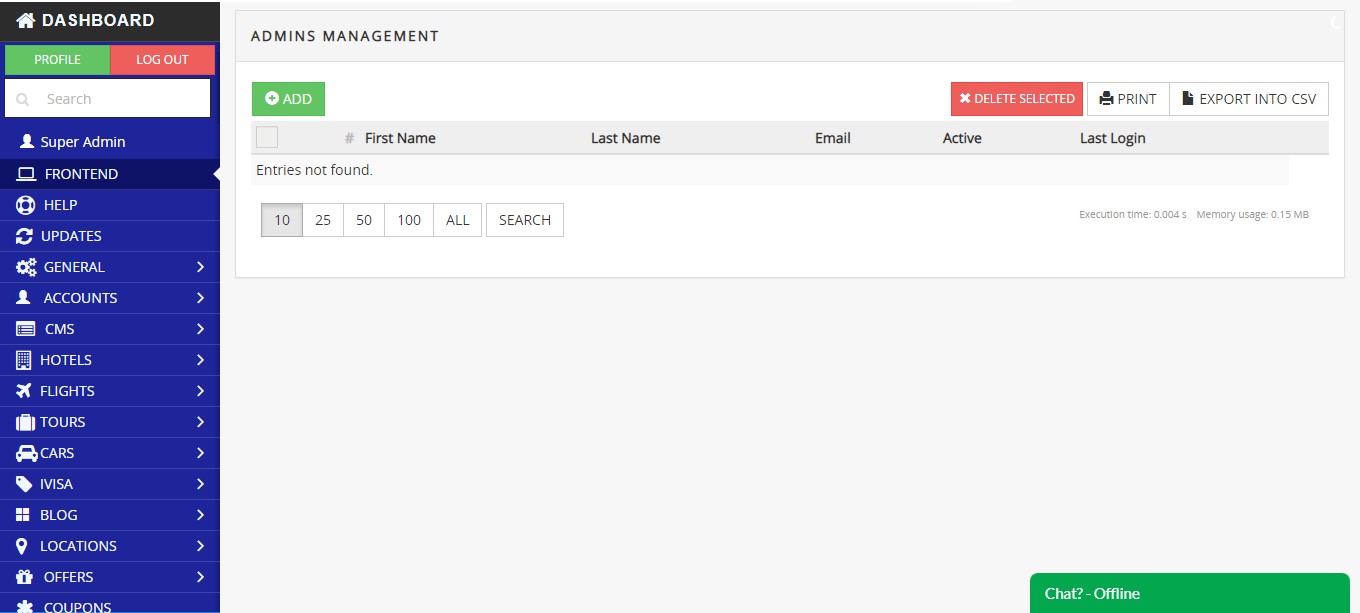 DASHBOARD
PROFILE LOG OUT
Search
Super Admin
FRONTEND
HELP
UPDATES
GENERAL
ACCOUNTS
CMS
HOTELS
FLIGHTS
TOURS
CARS
IVISA
BLOG
LOCATIONS
OFFERS
COUPONS
ADMINS MANAGEMENT
ADD DELETE SELECTED PRINT EXPORT INTO CSV
# First Name Last Name Email Active Last Login
Entries not found.
10 25 50 100 ALL SEARCH Execution time: 0.004 s Memory usage: 0.15 MB
Chat? - Offline